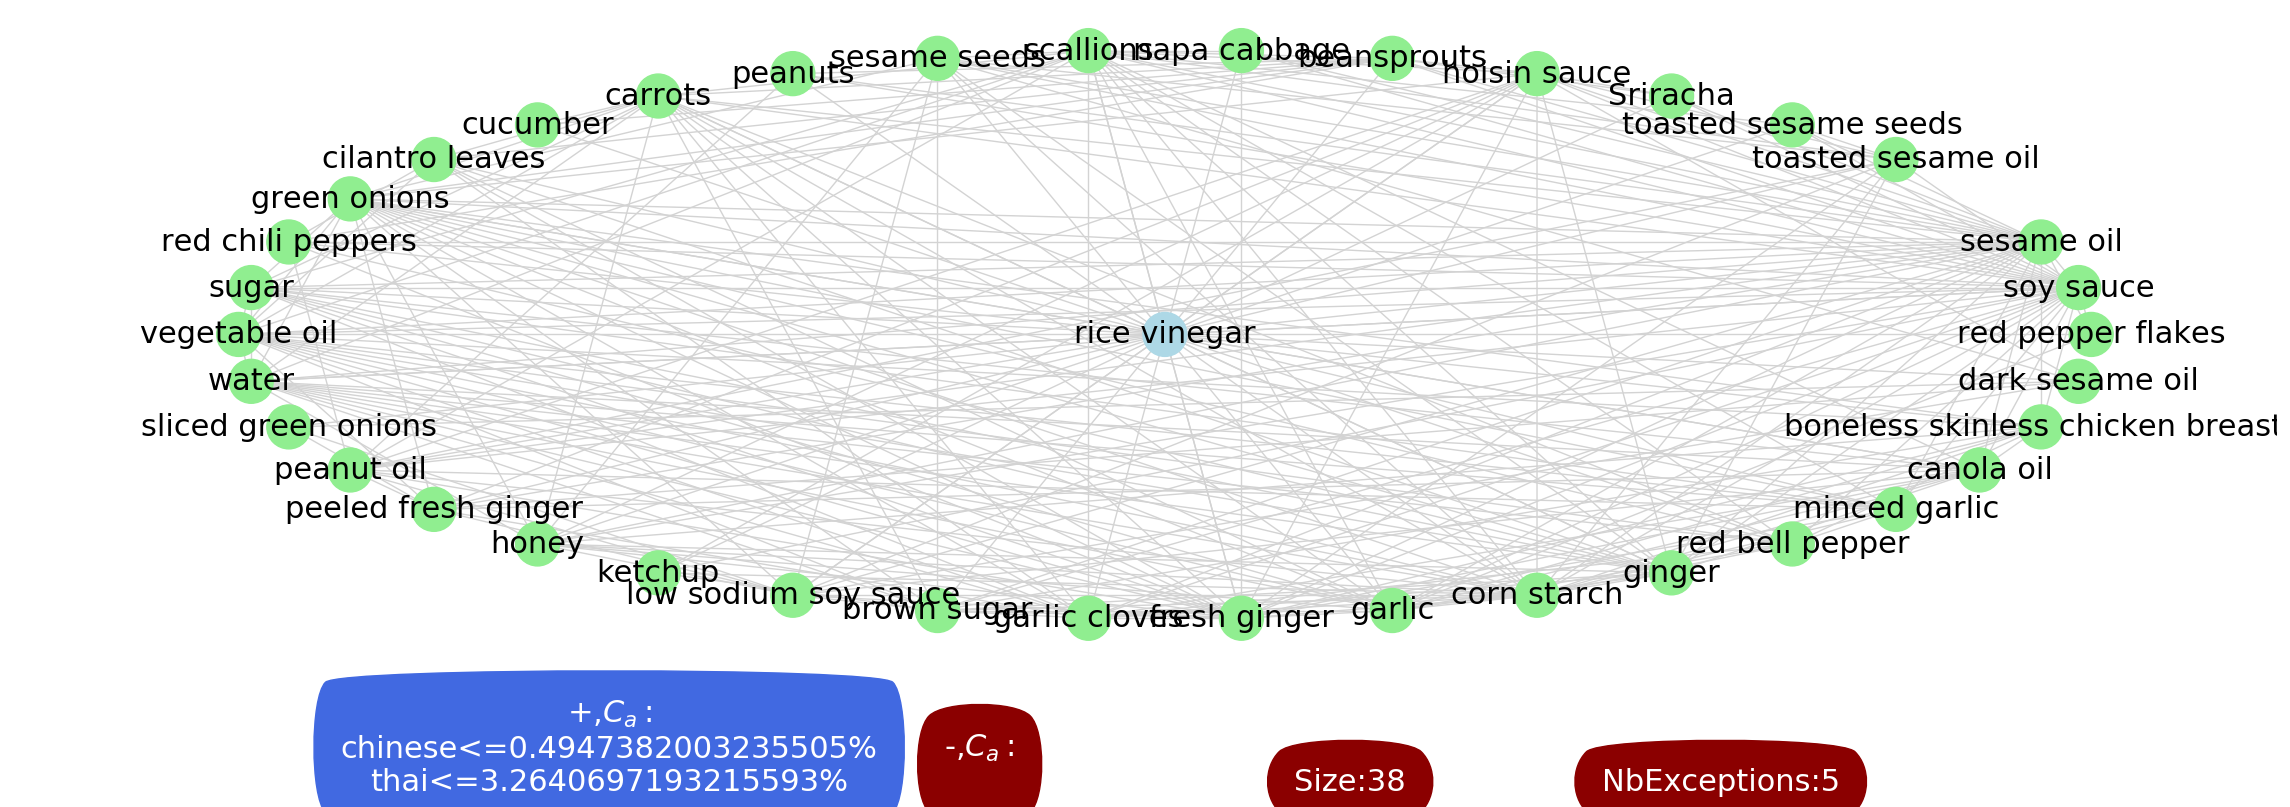 scallions
napa cabbage
sesame seeds
beansprouts
peanuts
hoisin sauce
carrots
Sriracha
cucumber
toasted sesame seeds
cilantro leaves
toasted sesame oil
green onions
red chili peppers
sesame oil
sugar
soy sauce
vegetable oil
rice vinegar
red pepper flakes
water
dark sesame oil
sliced green onions
boneless skinless chicken breast
peanut oil
canola oil
peeled fresh ginger
minced garlic
honey
red bell pepper
ketchup
ginger
low sodium soy sauce
corn starch
brown sugar
garlic
garlic cloves
fresh ginger
+,Cₐ :
chinese<=0.4947382003235505%
thai<=3.2640697193215593%
-,Cₐ :
Size:38
NbExceptions:5